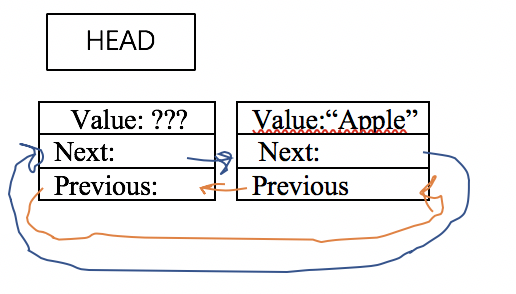 HEAD
Value: ???
Next:
Previous:
Value:“Apple”
Next:
Previous